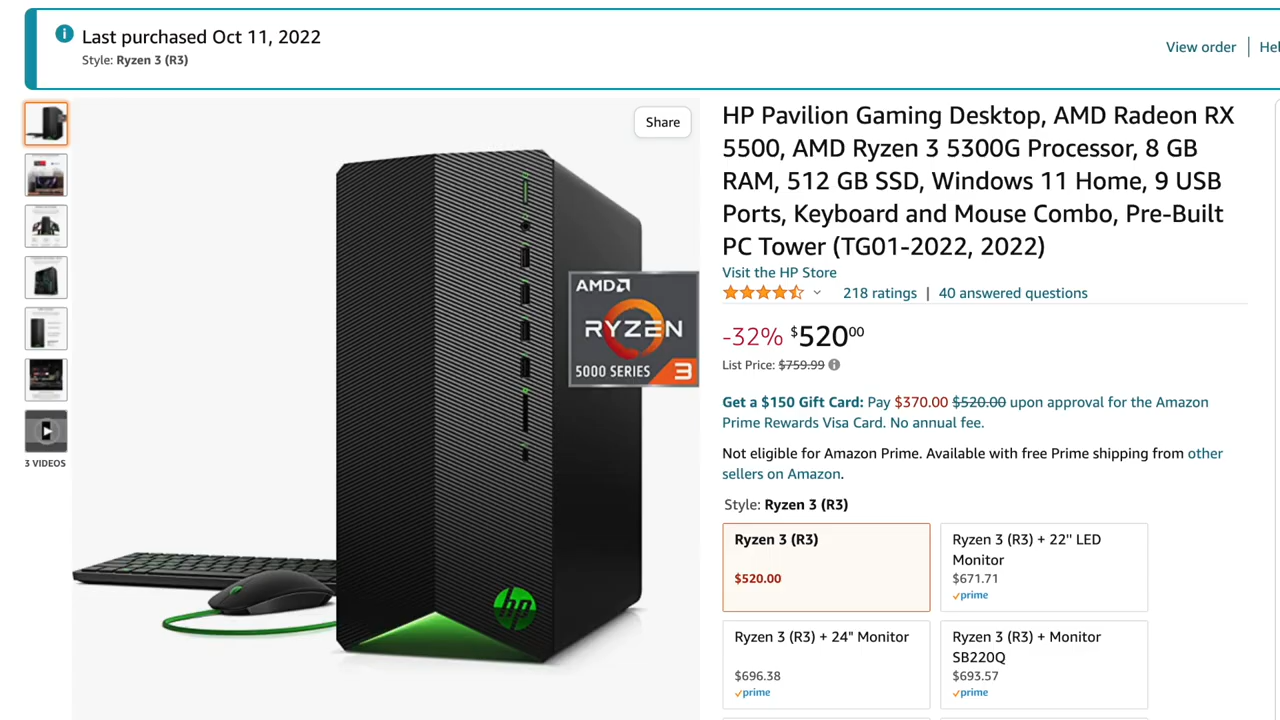 Last purchased Oct 11, 2022
View order | Hel
Style: Ryzen 3 (R3)
Share
HP Pavilion Gaming Desktop, AMD Radeon RX
5500, AMD Ryzen 3 5300G Processor, 8 GB
RAM, 512 GB SSD, Windows 11 Home, 9 USB
Ports, Keyboard and Mouse Combo, Pre-Built
PC Tower (TG01-2022, 2022)
Visit the HP Store
218 ratings | 40 answered questions
AMD
RYZEN
5000 SERIES 3
hp
3 VIDEOS
-32% $52000
List Price: $759.99
Get a $150 Gift Card: Pay $370.00 $520.00 upon approval for the Amazon
Prime Rewards Visa Card. No annual fee.
Not eligible for Amazon Prime. Available with free Prime shipping from other
sellers on Amazon.
Style: Ryzen 3 (R3)
Ryzen 3 (R3)
$520.00
Ryzen 3 (R3) + 22" LED
Monitor
$671.71
prime
Ryzen 3 (R3) + 24" Monitor
$696.38
prime
Ryzen 3 (R3) + Monitor
SB220Q
$693.57
prime